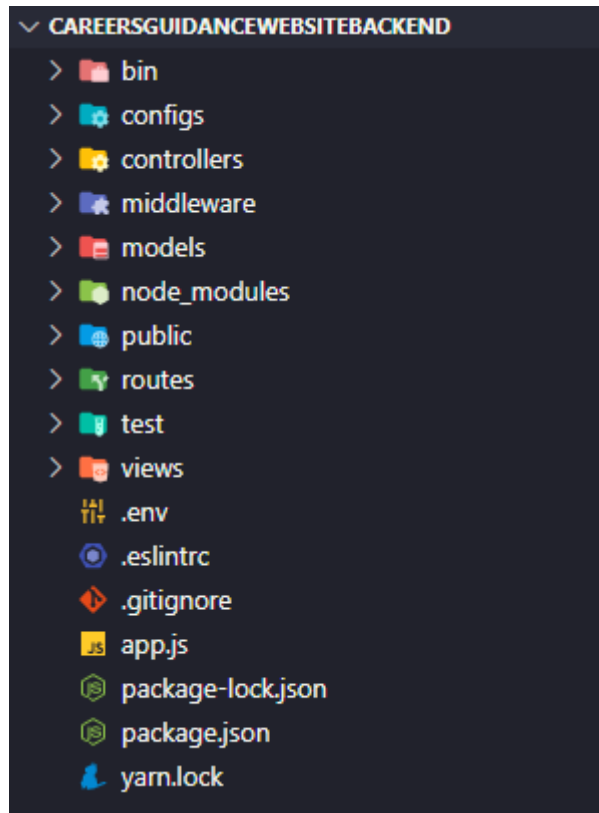 CAREERSGUIDANCEWEBSITEBACKEND
bin
configs
controllers
middleware
models
node_modules
public
routes
test
views
.env
.eslintrc
.gitignore
JS app.js
package-lock.json
package.json
yarn.lock